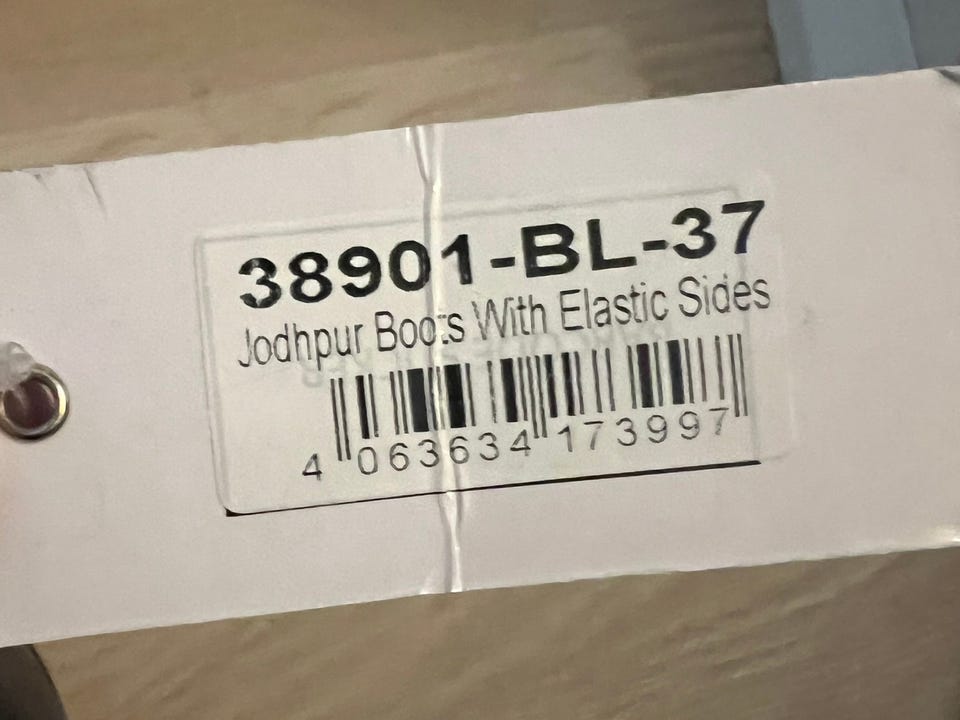 38901-BL-37
Jodhpur Boots With Elastic Sides
4 063634 173997